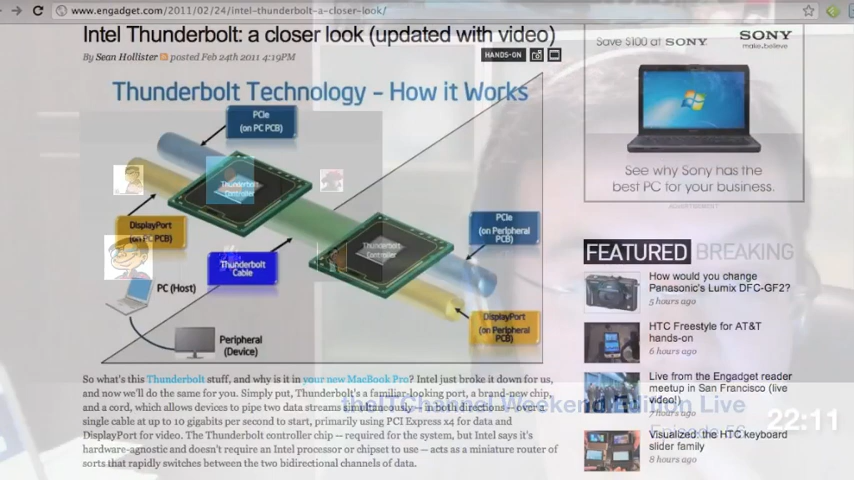 www.engadget.com/2011/02/24/intel-thunderbolt-a-closer-look/
Intel Thunderbolt: a closer look (updated with video)
By Sean Hollister posted Feb 24th 2011 4:19PM
HANDS-ON
Thunderbolt Technology – How it Works
PCIe
(on PC PCB)
Thunderbolt
Controller
DisplayPort
(on PC PCB)
Thunderbolt
Cable
PC (Host)
Peripheral
(Device)
Thunderbolt
Controller
PCIe
(on Peripheral
PCB)
DisplayPort
(on Peripheral
PCB)
So what's this Thunderbolt stuff, and why is it in your new MacBook Pro? Intel just broke it down for us,
and now we'll do the same for you. Simply put, Thunderbolt's a familiar-looking port, a brand-new chip,
and a cord, which allows devices to pipe two data streams simultaneously -- in both directions -- over a
single cable at up to 10 gigabits per second to start, primarily using PCI Express x4 for data and
DisplayPort for video. The Thunderbolt controller chip -- required for the system, but Intel says it's
hardware-agnostic and doesn't require an Intel processor or chipset to use -- acts as a miniature router of
sorts that rapidly switches between the two bidirectional channels of data.
Save $100 at SONY.
SONY
make.believe
See why Sony has the
best PC for your business.
ADVERTISEMENT
FEATURED BREAKING
How would you change
Panasonic's Lumix DFC-GF2?
5 hours ago
HTC Freestyle for AT&T
hands-on
6 hours ago
Live from the Engadget reader
meetup in San Francisco (live
video!)
7 hours ago
Visualized: the HTC keyboard
slider family
8 hours ago
theITChannel Weekend Edition Live
Episode 56
22:11